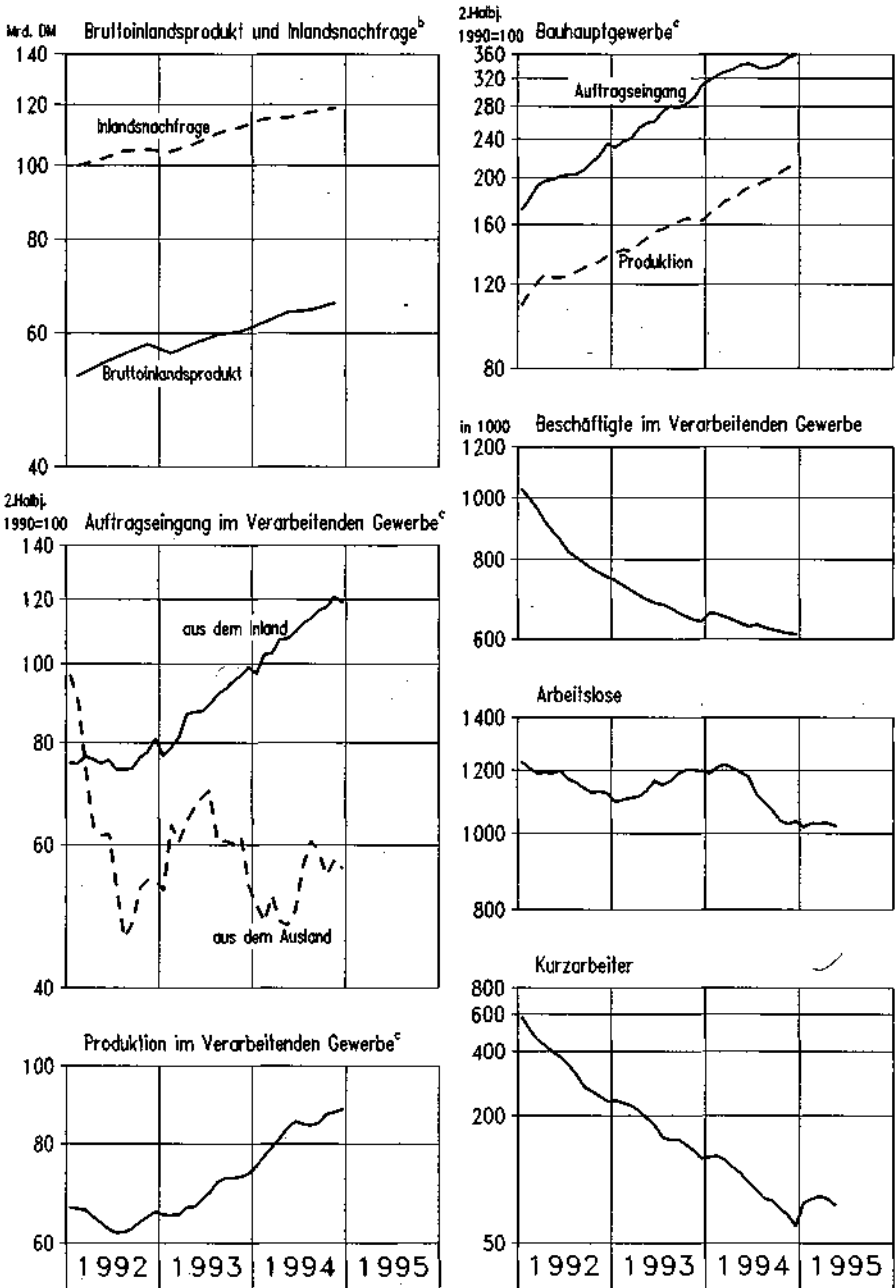 Mrd. DM Bruttoinlandsprodukt und Inlandsnachfrage^b
140
120
Inlandsnachfrage
100
80
60
Bruttoinlandsprodukt
40
2.Halbj.
1990=100 Auftragseingang im Verarbeitenden Gewerbe^c
140
120
aus dem Inland
100
80
60
aus dem Ausland
40
Produktion im Verarbeitenden Gewerbe^c
100
80
60
1992 1993 1994 1995
2.Halbj.
1990=100 Bauhauptgewerbe^c
360
320
Auftragseingang
280
240
200
160
Produktion
120
80
in 1000 Beschäftigte im Verarbeitenden Gewerbe
1200
1000
800
600
Arbeitslose
1400
1200
1000
800
Kurzarbeiter
800
600
400
200
50
1992 1993 1994 1995